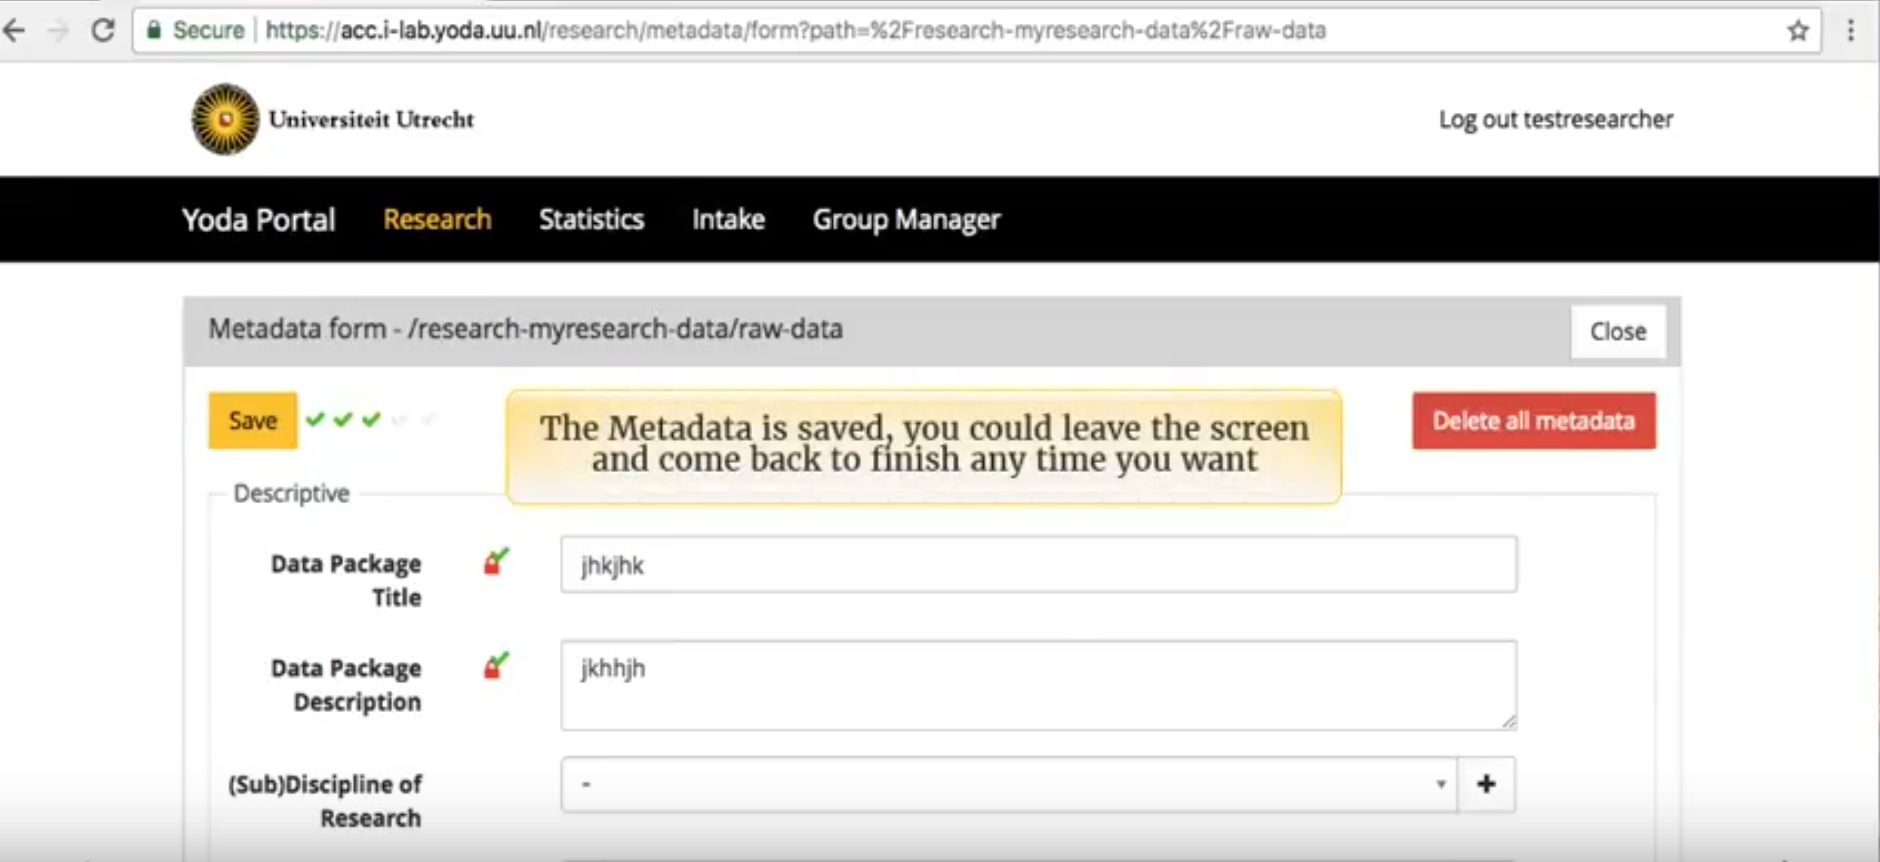 Secure https://acc.i-lab.yoda.uu.nl/research/metadata/form?path=%2Fresearch-myresearch-data%2Fraw-data
Universiteit Utrecht
Log out testresearcher
Yoda Portal Research Statistics Intake Group Manager
Metadata form - /research-myresearch-data/raw-data
Close
Save
The Metadata is saved, you could leave the screen
and come back to finish any time you want
Delete all metadata
Descriptive
Data Package
Title
jhkjhk
Data Package
Description
jkhhjh
(Sub)Discipline of
Research
-